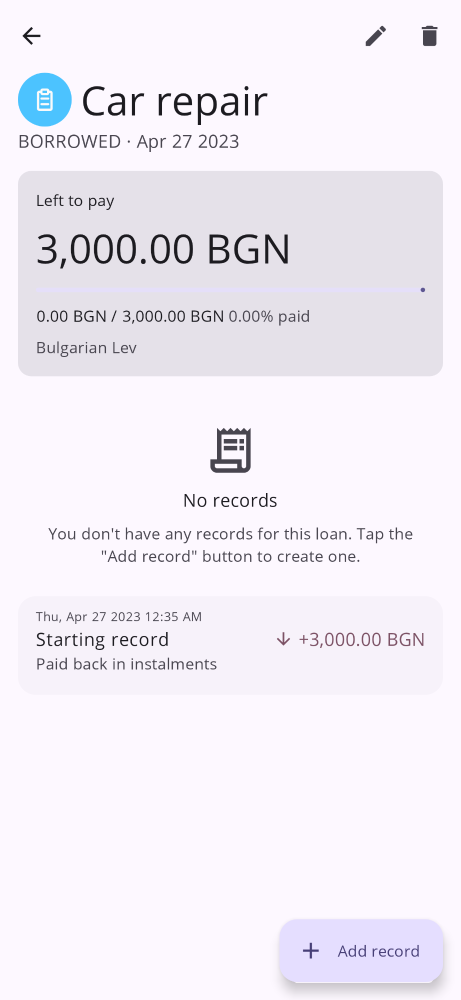 Car repair
BORROWED · Apr 27 2023
Left to pay
3,000.00 BGN
0.00 BGN / 3,000.00 BGN 0.00% paid
Bulgarian Lev
No records
You don't have any records for this loan. Tap the
"Add record" button to create one.
Thu, Apr 27 2023 12:35 AM
Starting record
+3,000.00 BGN
Paid back in instalments
Add record